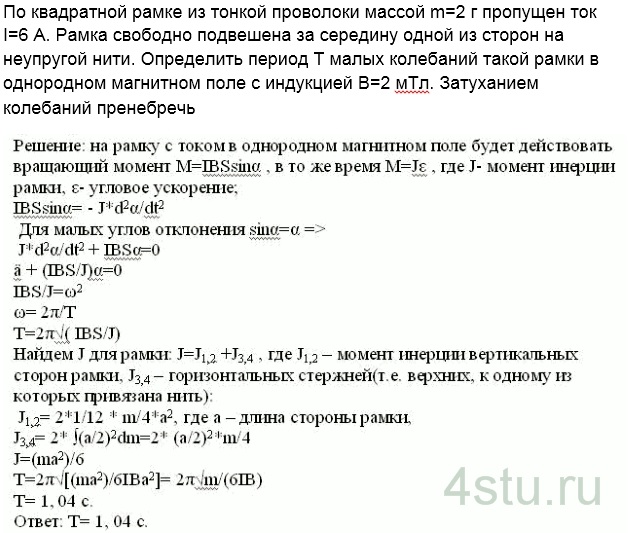 По квадратной рамке из тонкой проволоки массой m=2 г пропущен ток
I=6 А. Рамка свободно подвешена за середину одной из сторон на
неупругой нити. Определить период Т малых колебаний такой рамки в
однородном магнитном поле с индукцией В=2 мТл. Затуханием
колебаний пренебречь
Решение: на рамку с током в однородном магнитном поле будет действовать
вращающий момент M=IBSsinα , в то же время M=Jε , где J- момент инерции
рамки, ε- угловое ускорение;
IBSsinα= - J*d²α/dt²
Для малых углов отклонения sinα=α =>
J*d²α/dt² + IBSα=0
ä + (IBS/J)α=0
IBS/J=ω²
ω= 2π/T
T=2π√( IBS/J)
Найдем J для рамки: J=J₁,₂ +J₃,₄ , где J₁,₂ – момент инерции вертикальных
сторон рамки, J₃,₄ – горизонтальных стержней(т.е. верхних, к одному из
которых привязана нить):
J₁,₂= 2*1/12 * m/4*a², где а – длина стороны рамки,
J₃,₄= 2* ∫(a/2)²dm=2* (a/2)²*m/4
J=(ma²)/6
T=2π√[(ma²)/6IBa²]= 2π√m/(6IB)
T= 1, 04 с.
Ответ: T= 1, 04 с.
4stu.ru